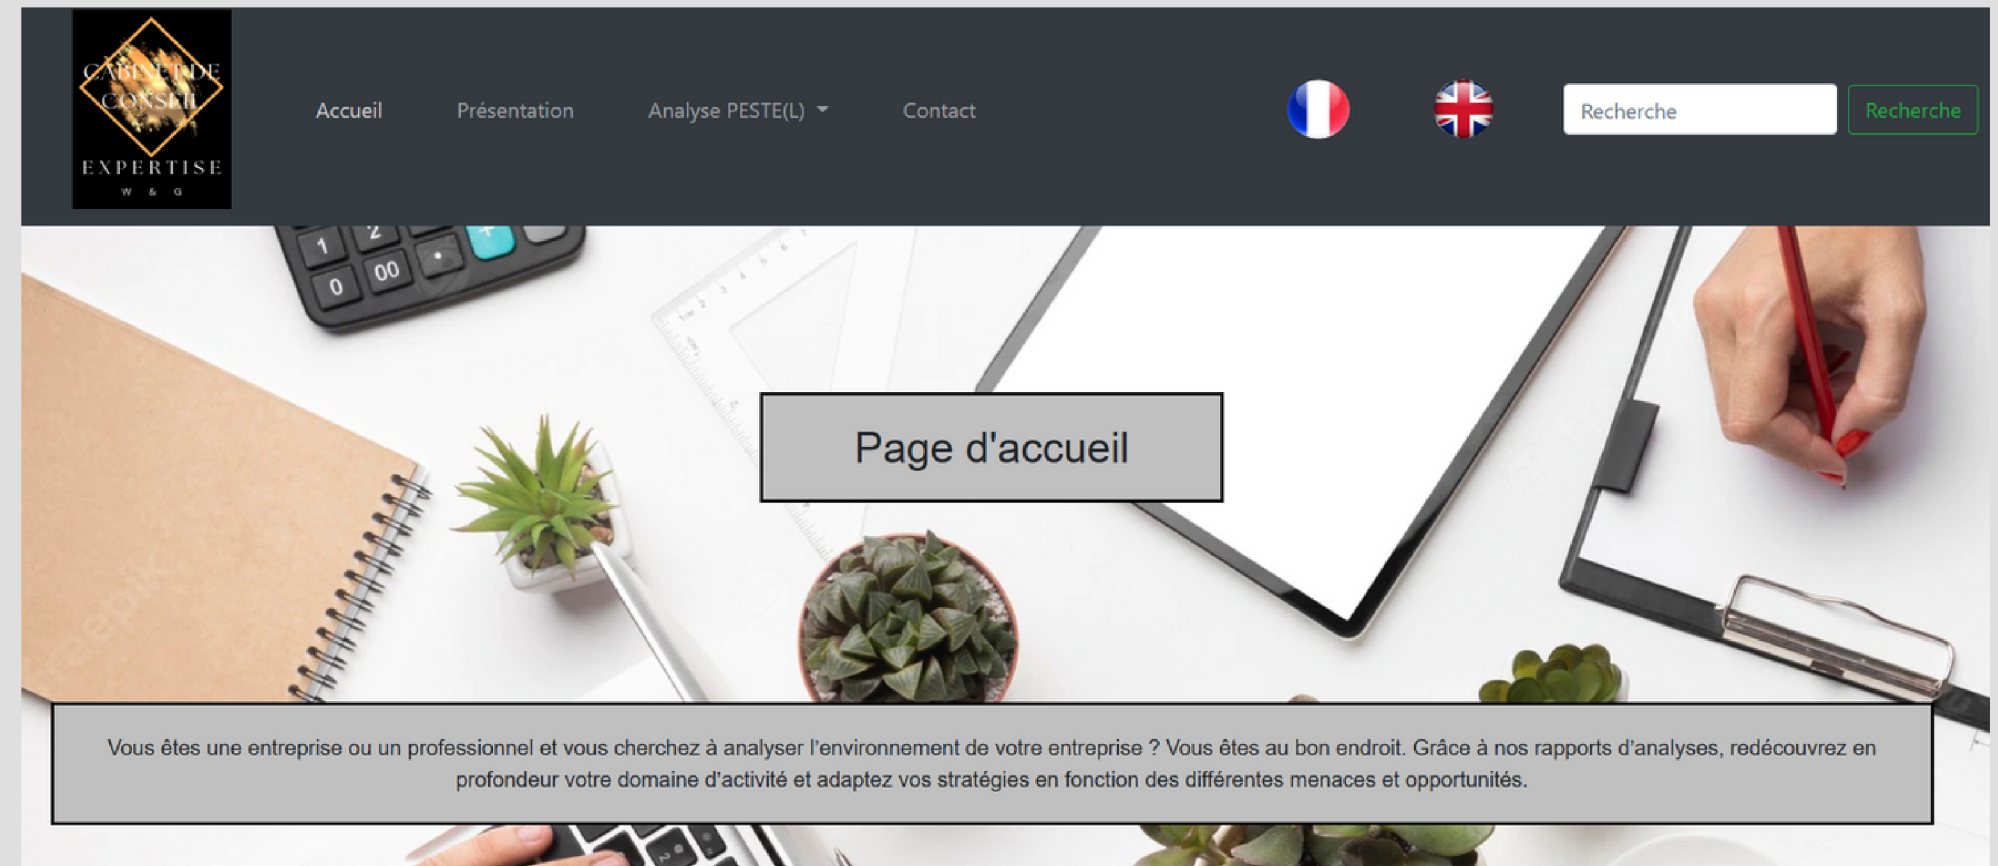 CABINET DE
CONSEIL
EXPERTISE
W & G
Accueil
Présentation
Analyse PESTE(L)
Contact
Recherche
Recherche
1
2
+
0
00
.
Page d'accueil
Vous êtes une entreprise ou un professionnel et vous cherchez à analyser l'environnement de votre entreprise ? Vous êtes au bon endroit. Grâce à nos rapports d'analyses, redécouvrez en
profondeur votre domaine d'activité et adaptez vos stratégies en fonction des différentes menaces et opportunités.